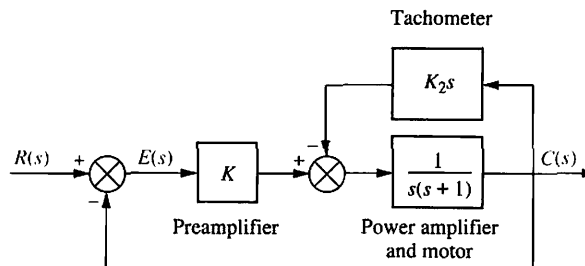 Tachometer
K₂s
−
R(s)
+
E(s)
K
+
1
s(s + 1)
C(s)
−
Preamplifier
Power amplifier
and motor